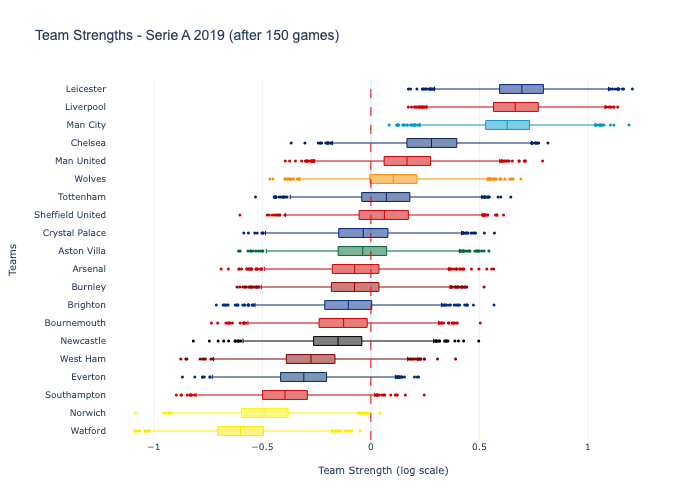 Team Strengths - Serie A 2019 (after 150 games)
Leicester
Liverpool
Man City
Chelsea
Man United
Wolves
Tottenham
Sheffield United
Crystal Palace
Aston Villa
Arsenal
Burnley
Brighton
Bournemouth
Newcastle
West Ham
Everton
Southampton
Norwich
Watford
Teams
−1
−0.5
0
0.5
1
Team Strength (log scale)